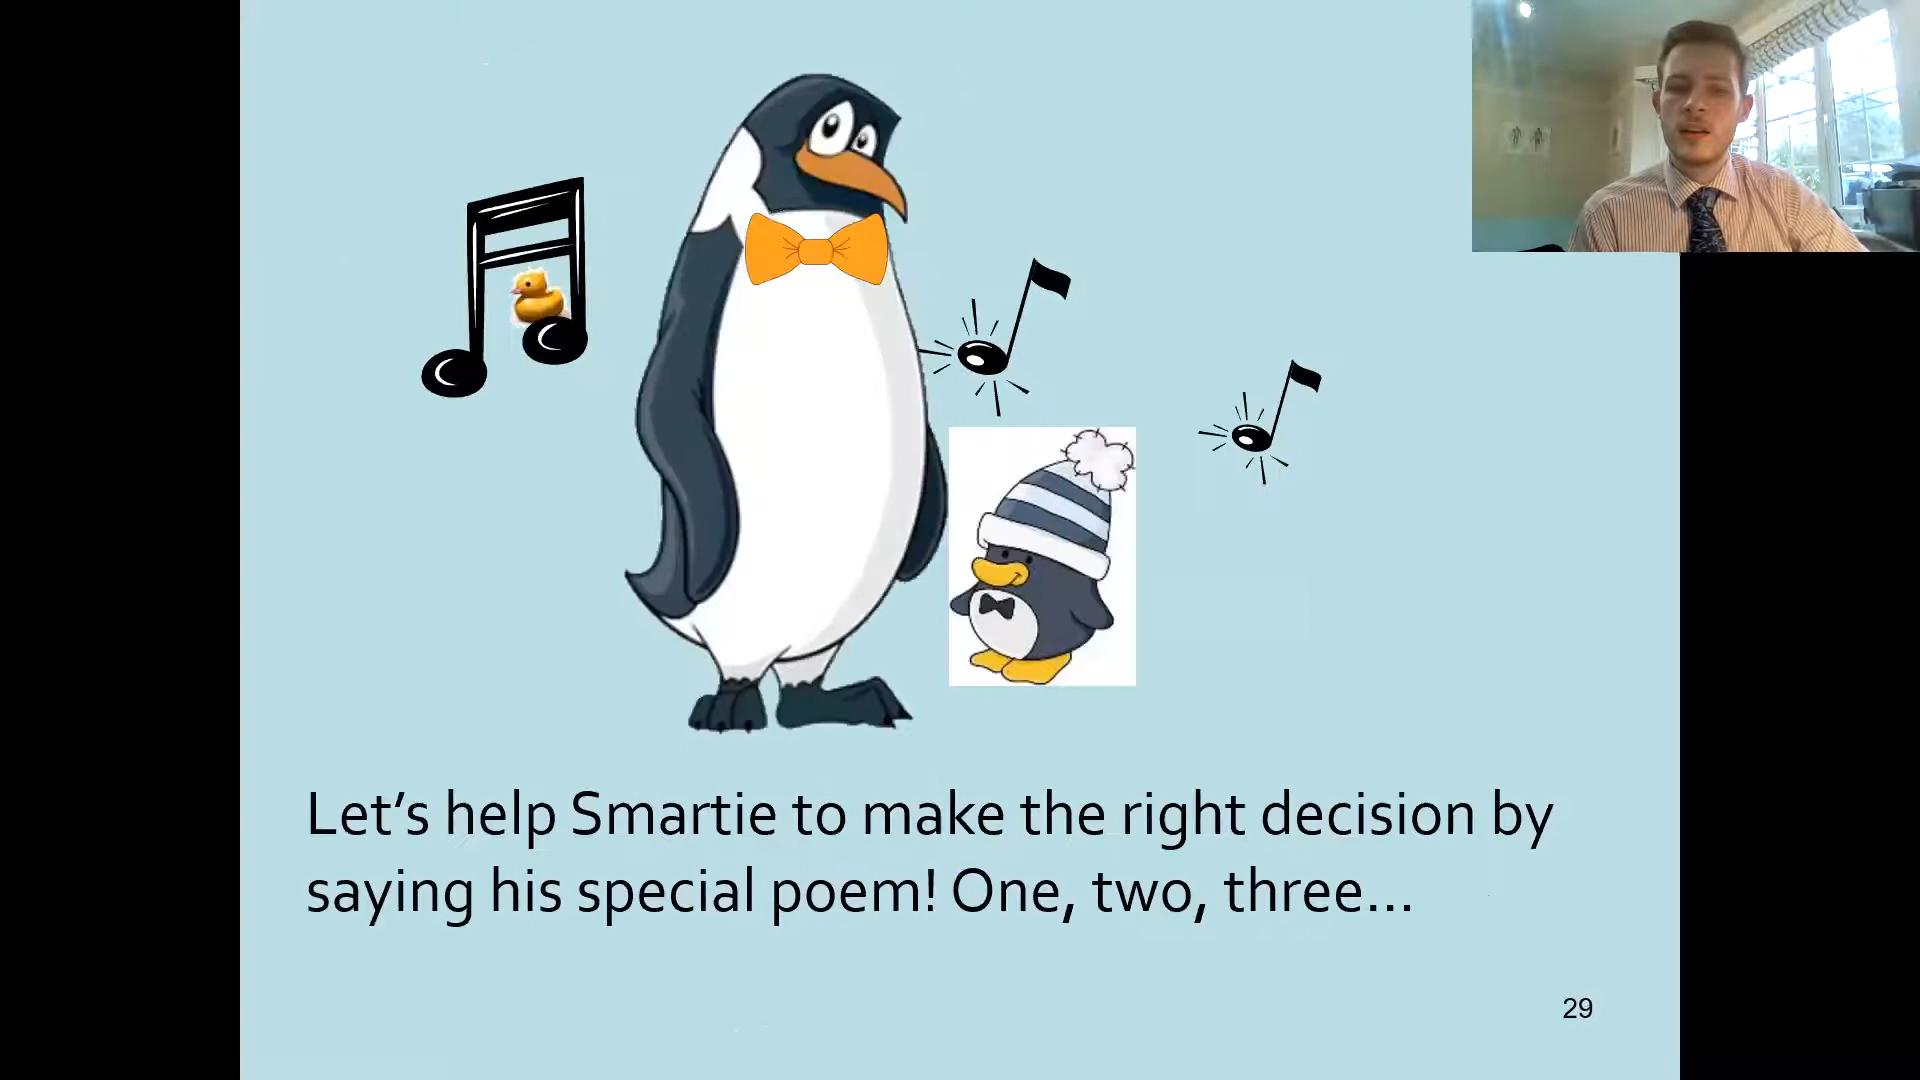 Let’s help Smartie to make the right decision by
saying his special poem! One, two, three…
29